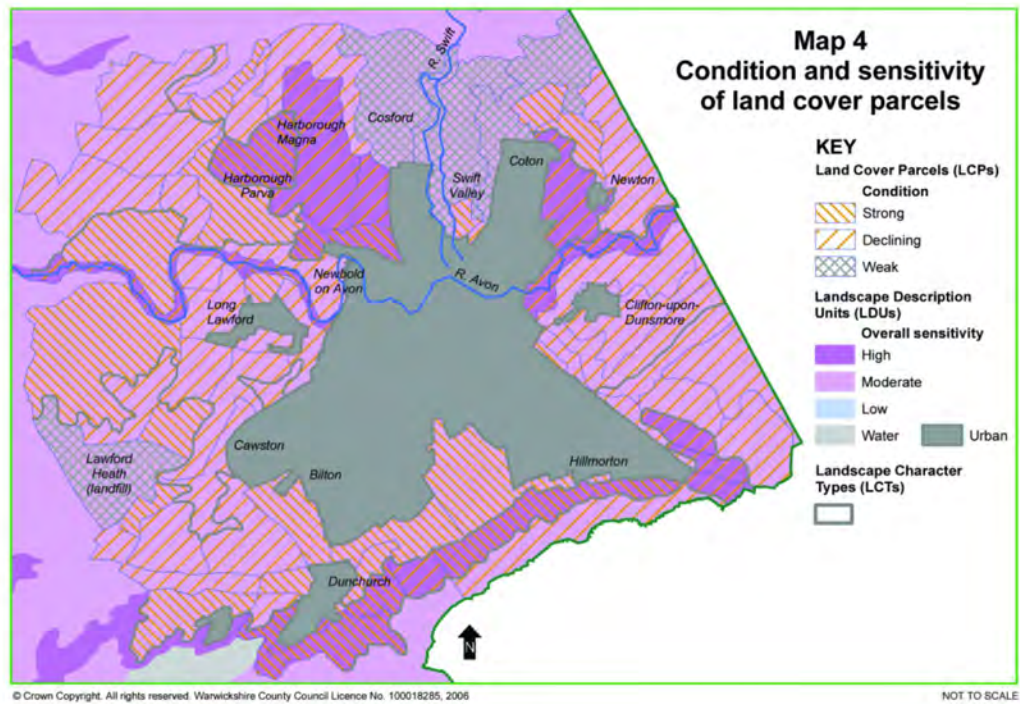 Map 4
Condition and sensitivity
of land cover parcels
KEY
Land Cover Parcels (LCPs)
Condition
Strong
Declining
Weak
Landscape Description
Units (LDUs)
Overall sensitivity
High
Moderate
Low
Water
Urban
Landscape Character
Types (LCTs)
R. Swift
Cosford
Harborough
Magna
Harborough
Parva
Swift
Valley
Coton
Newton
Newbold
on Avon
R. Avon
Long
Lawford
Clifton-upon-
Dunsmore
Cawston
Bilton
Hillmorton
Lawford
Heath
(landfill)
Dunchurch
N
© Crown Copyright. All rights reserved. Warwickshire County Council Licence No. 100018285, 2006
NOT TO SCALE